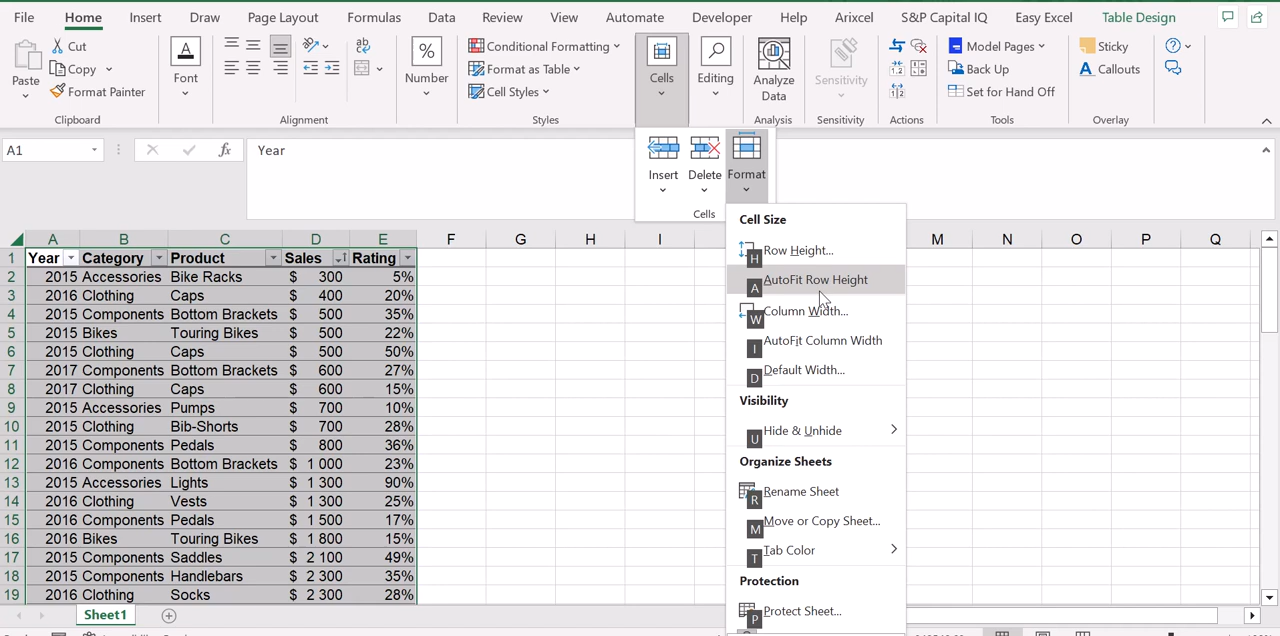 File Home Insert Draw Page Layout Formulas Data Review View Automate Developer Help Arixcel S&P Capital IQ Easy Excel Table Design
Paste
Cut
Copy
Format Painter
Clipboard
A
Font
ab
Alignment
%
Number
Conditional Formatting
Format as Table
Cell Styles
Styles
Cells
Editing
Analyze
Data
Analysis
Sensitivity
Sensitivity
Actions
Model Pages
Back Up
Set for Hand Off
Tools
Sticky
A Callouts
Overlay
Insert Delete Format
Cells
A1
fx
Year
Cell Size
H Row Height...
A AutoFit Row Height
W Column Width...
I AutoFit Column Width
D Default Width...
Visibility
U Hide & Unhide
Organize Sheets
R Rename Sheet
M Move or Copy Sheet...
T Tab Color
Protection
P Protect Sheet...
A B C D E F G H I M N O P Q
1 Year Category Product Sales Rating
2 2015 Accessories Bike Racks $ 300 5%
3 2016 Clothing Caps $ 400 20%
4 2016 Components Bottom Brackets $ 500 35%
5 2015 Bikes Touring Bikes $ 500 22%
6 2015 Clothing Caps $ 500 50%
7 2017 Components Bottom Brackets $ 600 27%
8 2017 Clothing Caps $ 600 15%
9 2015 Accessories Pumps $ 700 10%
10 2015 Clothing Bib-Shorts $ 700 28%
11 2015 Components Pedals $ 800 36%
12 2016 Components Bottom Brackets $ 1 000 23%
13 2015 Accessories Lights $ 1 300 90%
14 2016 Clothing Vests $ 1 300 25%
15 2016 Components Pedals $ 1 500 17%
16 2016 Bikes Touring Bikes $ 1 800 15%
17 2015 Components Saddles $ 2 100 49%
18 2015 Components Handlebars $ 2 300 35%
19 2016 Clothing Socks $ 2 300 28%
Sheet1